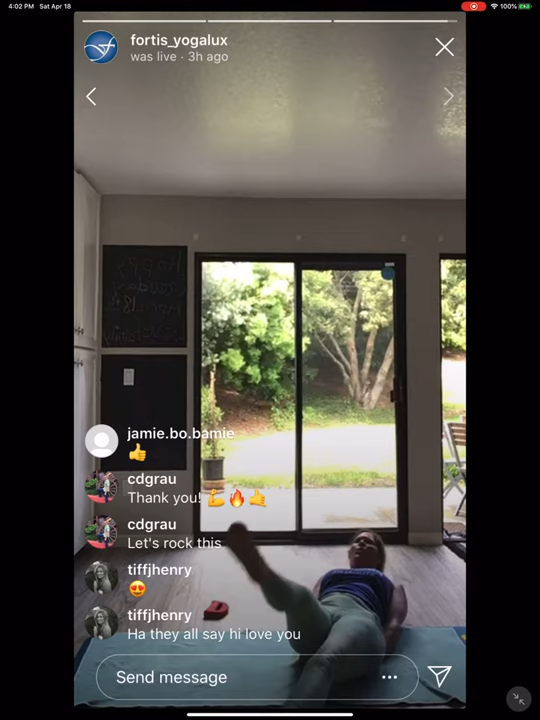 4:02 PM Sat Apr 18
100%
fortis_yogalux
was live · 3h ago
jamie.bo.bamie
👍
cdgrau
Thank you! 💪🔥🤙
cdgrau
Let's rock this
tiffjhenry
😍
tiffjhenry
Ha they all say hi love you
Send message